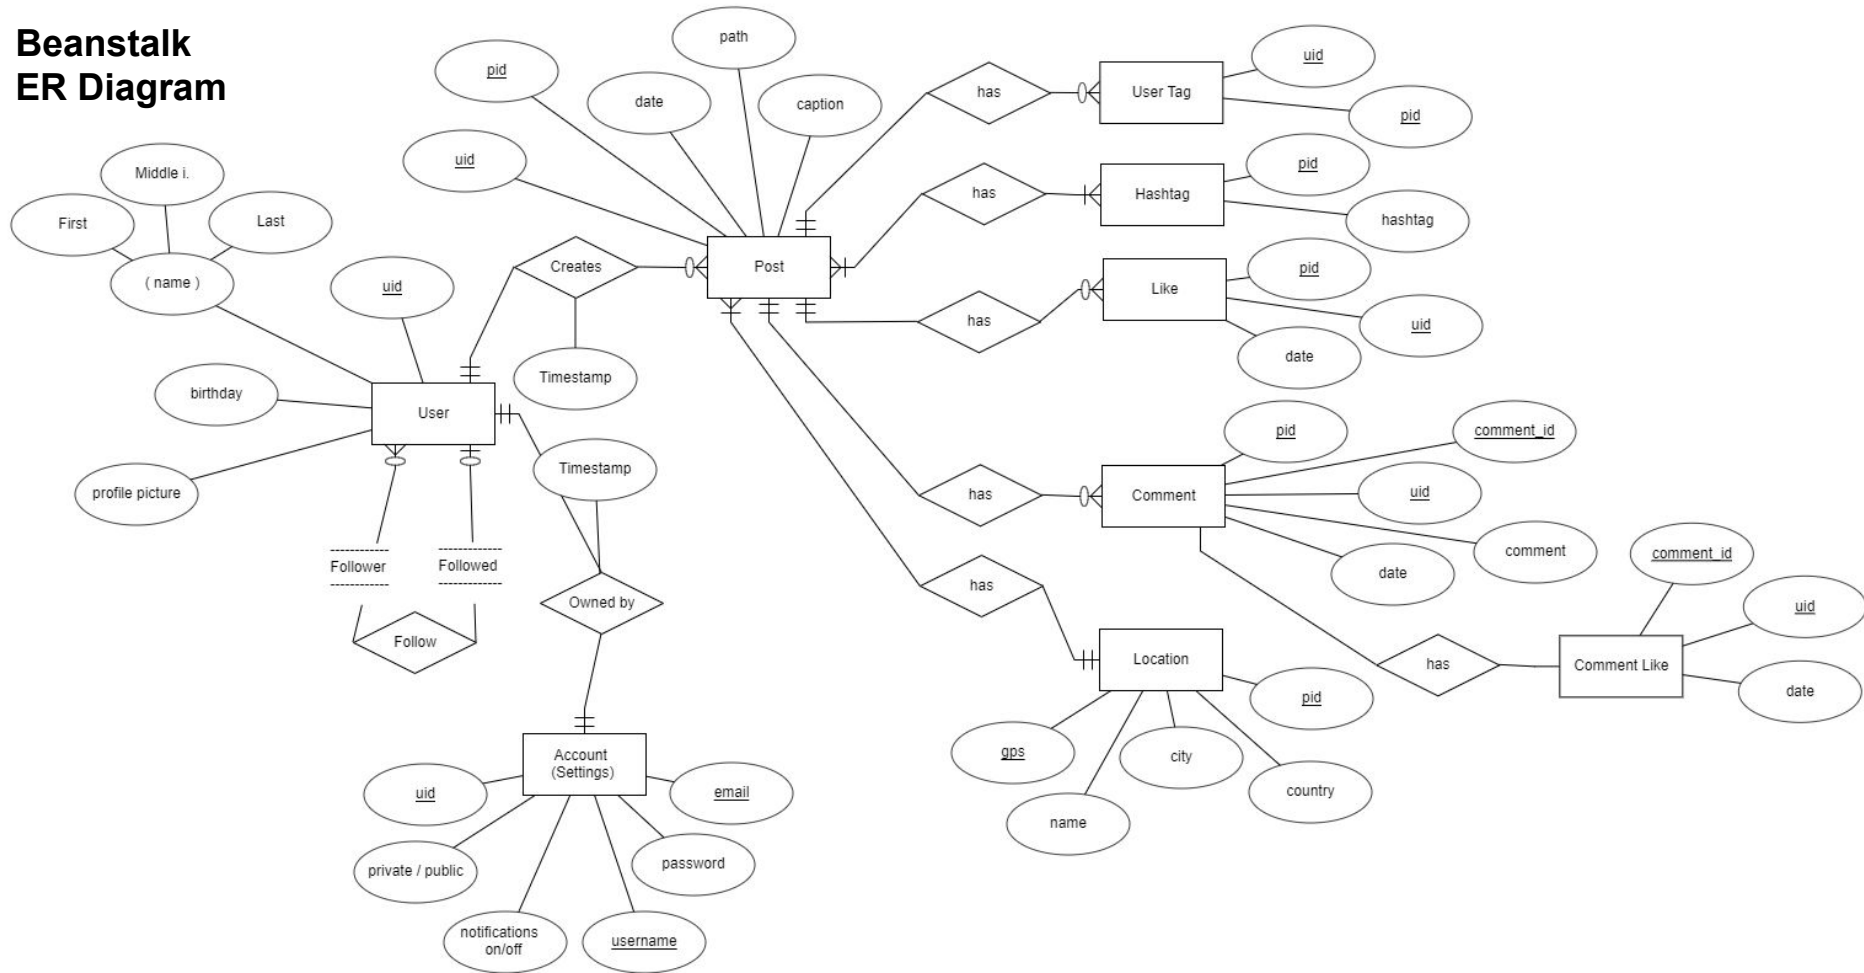 Beanstalk
ER Diagram
path
pid
date
caption
uid
has
User Tag
uid
pid
Middle i.
First
Last
( name )
uid
Creates
Post
has
Hashtag
pid
hashtag
has
Like
pid
uid
date
Timestamp
birthday
User
profile picture
Timestamp
Follower
Followed
Follow
Owned by
has
Comment
pid
comment_id
uid
comment
date
has
Location
pid
gps
city
name
country
has
Comment Like
comment_id
uid
date
Account
(Settings)
uid
email
private / public
password
notifications
on/off
username